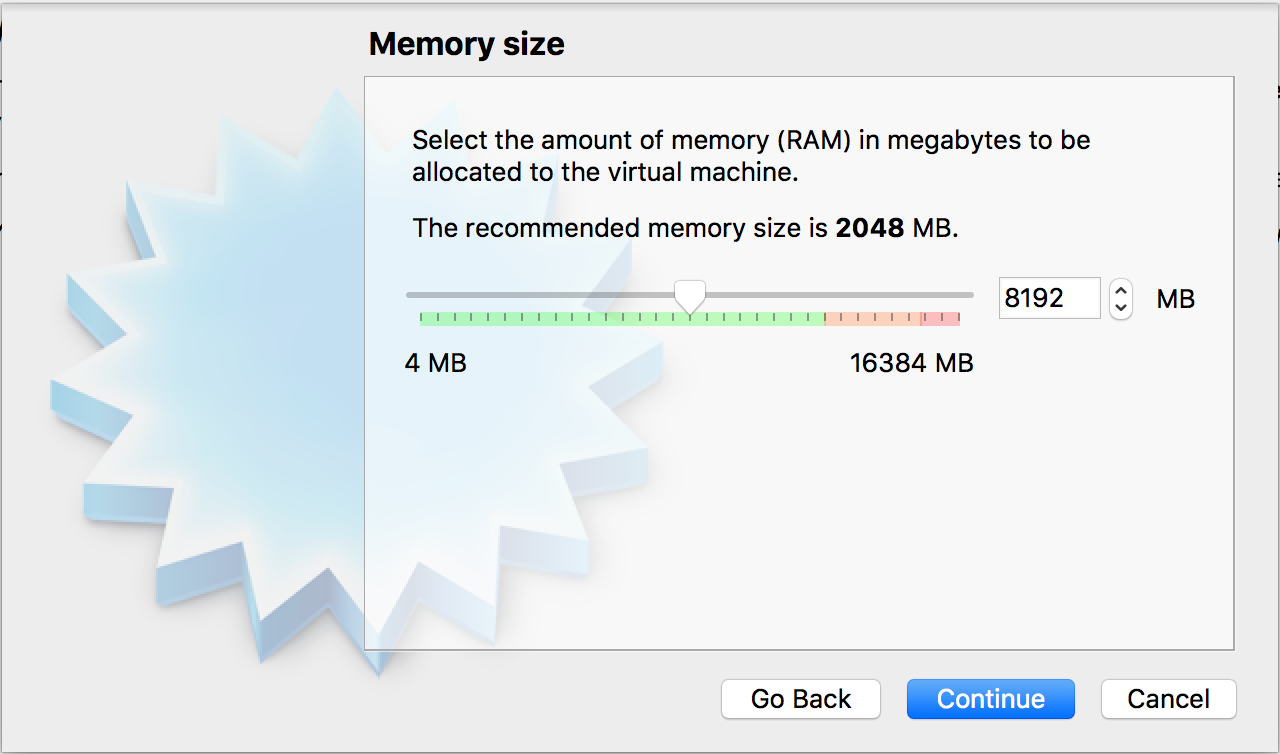 Memory size
Select the amount of memory (RAM) in megabytes to be
allocated to the virtual machine.
The recommended memory size is 2048 MB.
8192 MB
4 MB 16384 MB
Go Back Continue Cancel